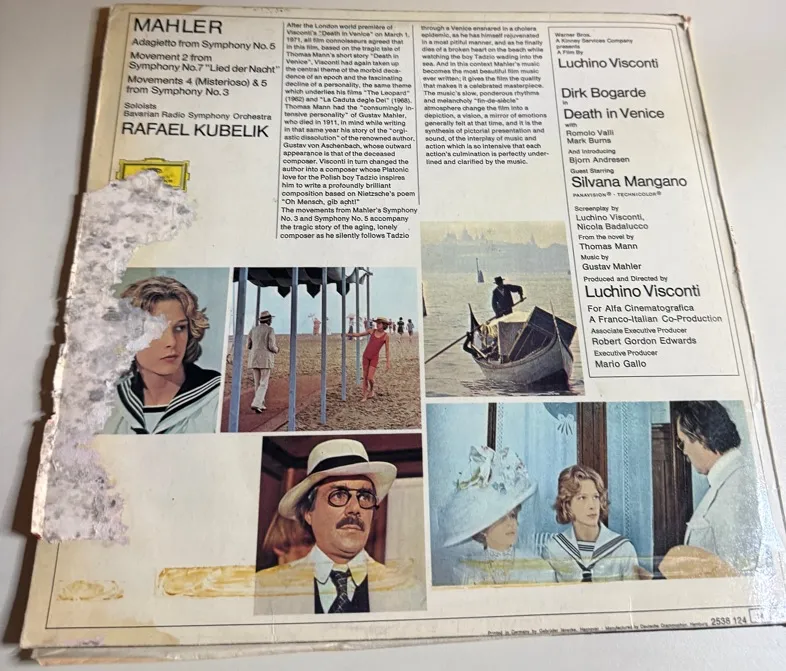 MAHLER
Adagietto from Symphony No. 5
Movement 2 from
Symphony No.7 "Lied der Nacht"
Movements 4 (Misterioso) & 5
from Symphony No. 3
Soloists
Bavarian Radio Symphony Orchestra
RAFAEL KUBELIK
After the London world première of
Visconti's "Death in Venice" on March 1,
1971, all film connoisseurs agreed that
in this film, based on the tragic tale of
Thomas Mann's short story "Death in
Venice", Visconti had again taken up
the central theme of the morbid deca-
dence of an epoch and the fascinating
decline of a personality, the same theme
which underlies his films "The Leopard"
(1962) and "La Caduta degle Dei" (1968).
Thomas Mann had the "consumingly in-
tensive personality" of Gustav Mahler,
who died in 1911, in mind while writing
in that same year his story of the "orgi-
astic dissolution" of the renowned author,
Gustav von Aschenbach, whose outward
appearance is that of the deceased
composer. Visconti in turn changed the
author into a composer whose Platonic
love for the Polish boy Tadzio inspires
him to write a profoundly brilliant
composition based on Nietzsche's poem
"Oh Mensch, gib acht!"
The movements from Mahler's Symphony
No. 3 and Symphony No. 5 accompany
the tragic story of the aging, lonely
composer as he silently follows Tadzio
through a Venice ensnared in a cholera
epidemic, as he has himself rejuvenated
in a most pitiful manner, and as he finally
dies of a broken heart on the beach while
watching the boy Tadzio wading into the
sea. And in this context Mahler's music
becomes the most beautiful film music
ever written; it gives the film the quality
that makes it a celebrated masterpiece.
The music's slow, ponderous rhythms
and melancholy "fin-de-siècle"
atmosphere change the film into a
depiction, a vision, a mirror of emotions
generally felt at that time, and it is the
synthesis of pictorial presentation and
sound, of the interplay of music and
action which is so intensive that each
action's culmination is perfectly under-
lined and clarified by the music.
Warner Bros.
A Kinney Services Company
presents
A Film By
Luchino Visconti
Dirk Bogarde
in
Death in Venice
with
Romolo Valli
Mark Burns
And Introducing
Bjorn Andresen
Guest Starring
Silvana Mangano
PANAVISION® - TECHNICOLOR®
Screenplay by
Luchino Visconti,
Nicola Badalucco
From the novel by
Thomas Mann
Music by
Gustav Mahler
Produced and Directed by
Luchino Visconti
For Alfa Cinematografica
A Franco-Italian Co-Production
Associate Executive Producer
Robert Gordon Edwards
Executive Producer
Mario Gallo
Printed in Germany by Gebrüder Jänecke, Hannover · Manufactured by Deutsche Grammophon, Hamburg 2538 124